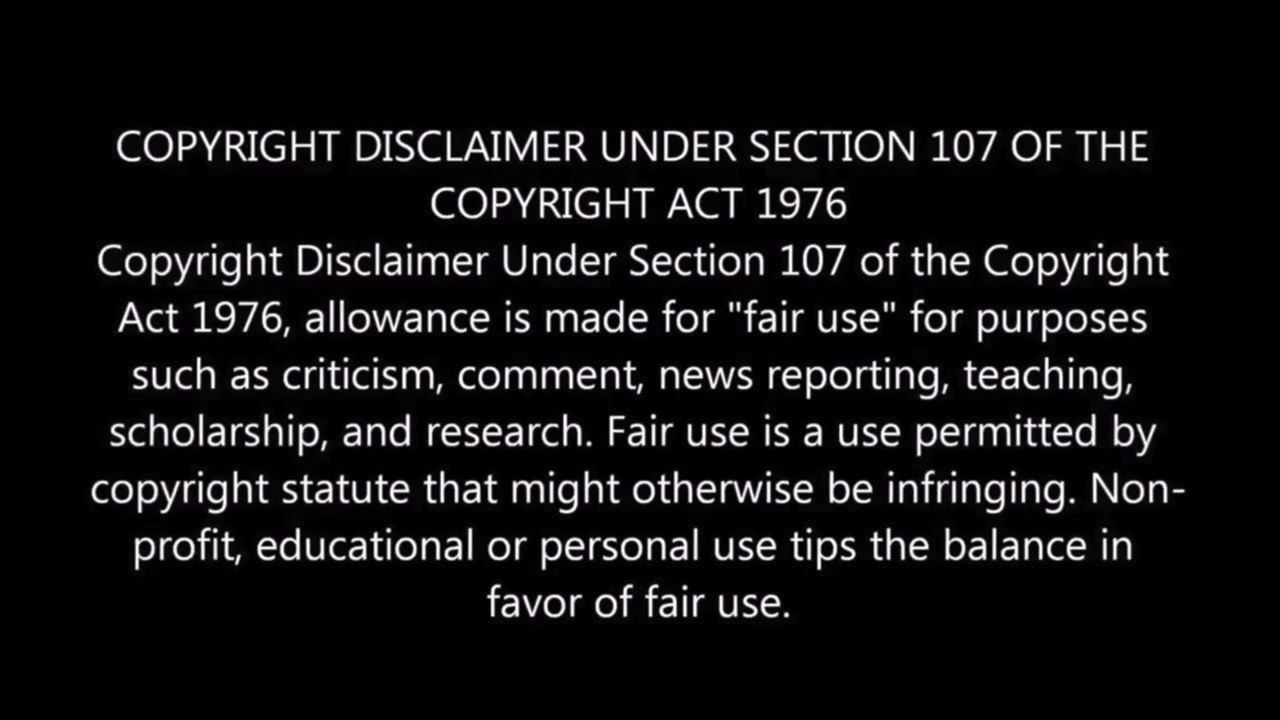 COPYRIGHT DISCLAIMER UNDER SECTION 107 OF THE
COPYRIGHT ACT 1976
Copyright Disclaimer Under Section 107 of the Copyright
Act 1976, allowance is made for "fair use" for purposes
such as criticism, comment, news reporting, teaching,
scholarship, and research. Fair use is a use permitted by
copyright statute that might otherwise be infringing. Non-
profit, educational or personal use tips the balance in
favor of fair use.